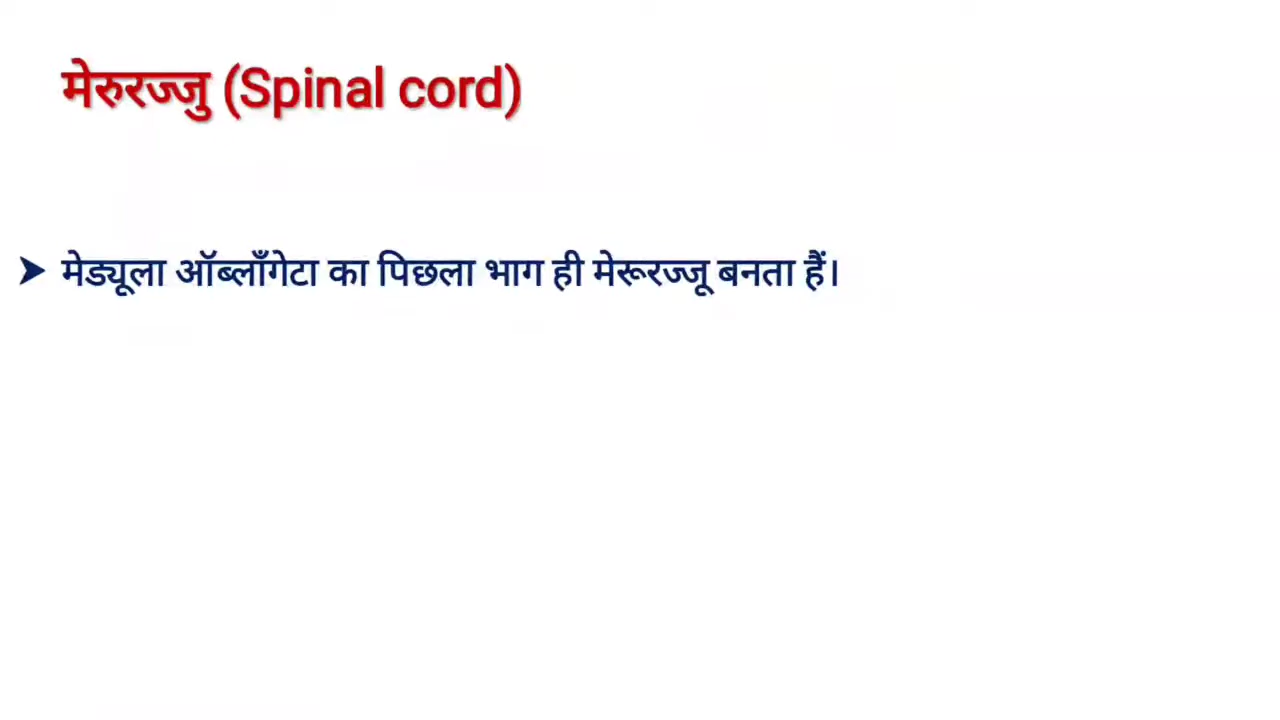 मेरुरज्जु (Spinal cord)
➤ मेड्यूला ऑब्लाँगेटा का पिछला भाग ही मेरूरज्जू बनता हैं।